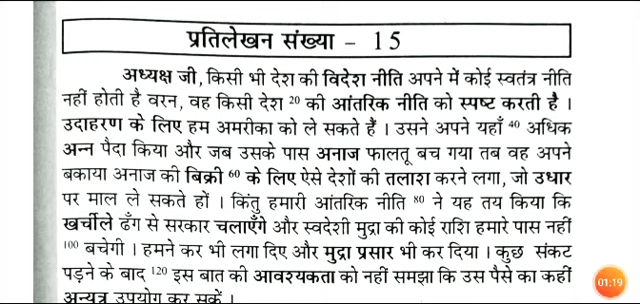 प्रतिलेखन संख्या - 15
अध्यक्ष जी, किसी भी देश की विदेश नीति अपने में कोई स्वतंत्र नीति
नहीं होती है वरन, वह किसी देश 20 की आंतरिक नीति को स्पष्ट करती है ।
उदाहरण के लिए हम अमरीका को ले सकते हैं । उसने अपने यहाँ 40 अधिक
अन्न पैदा किया और जब उसके पास अनाज फालतू बच गया तब वह अपने
बकाया अनाज की बिक्री 60 के लिए ऐसे देशों की तलाश करने लगा, जो उधार
पर माल ले सकते हों । किंतु हमारी आंतरिक नीति 80 ने यह तय किया कि
खर्चीले ढँग से सरकार चलाएँगे और स्वदेशी मुद्रा की कोई राशि हमारे पास नहीं
100 बचेगी । हमने कर भी लगा दिए और मुद्रा प्रसार भी कर दिया । कुछ संकट
पड़ने के बाद 120 इस बात की आवश्यकता को नहीं समझा कि उस पैसे का कहीं
अन्यत्र उपयोग कर सकें ।
01:19